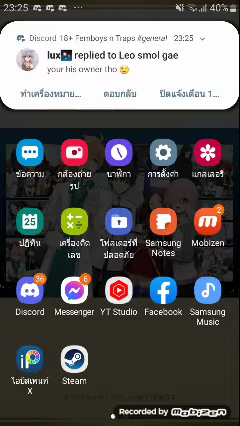 23:25
40%
Discord 18+ Femboys n Traps #general · 23:25
lux🌃 replied to Leo smol gae
your his owner tho 😉
ทำเครื่องหมาย...
ตอบกลับ
ปิดแจ้งเตือน 1...
ข้อความ
กล้องถ่ายรูป
นาฬิกา
การตั้งค่า
แกลเลอรี
25
2
ปฏิทิน
เครื่องคิดเลข
โฟลเดอร์ที่ปลอดภัย
Samsung Notes
Mobizen
36
6
Discord
Messenger
YT Studio
Facebook
Samsung Music
ไอบิสเพนท์ X
Steam
Recorded by mobizen